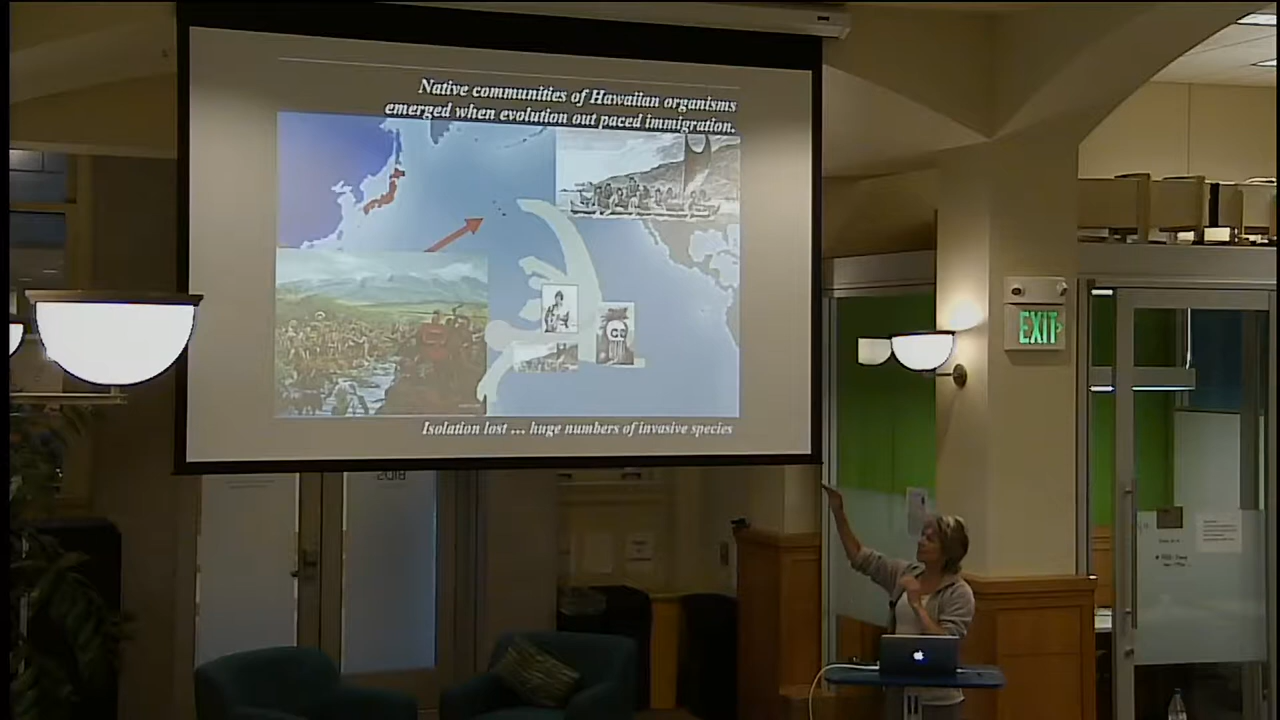 Native communities of Hawaiian organisms
emerged when evolution out paced immigration.
Isolation lost ... huge numbers of invasive species
EXIT